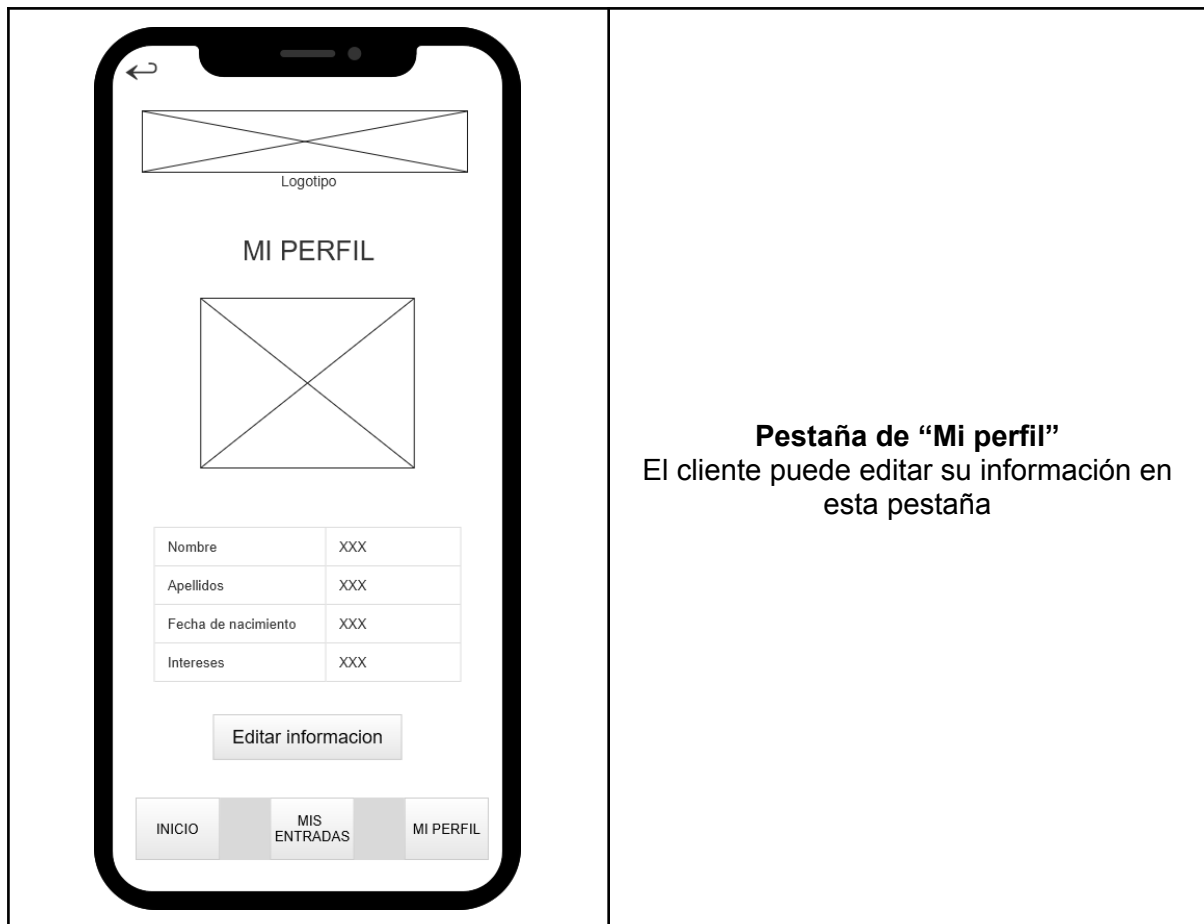 Logotipo
MI PERFIL
Nombre XXX
Apellidos XXX
Fecha de nacimiento XXX
Intereses XXX
Editar informacion
INICIO
MIS
ENTRADAS
MI PERFIL
Pestaña de “Mi perfil”
El cliente puede editar su información en
esta pestaña